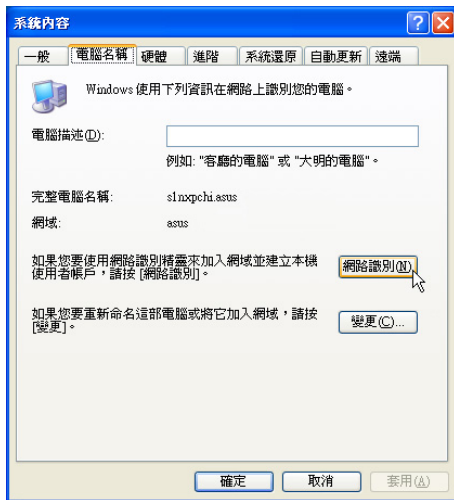 系統內容
一般 電腦名稱 硬體 進階 系統還原 自動更新 遠端
Windows 使用下列資訊在網路上識別您的電腦。
電腦描述(D):
例如: "客廳的電腦" 或 "大明的電腦"。
完整電腦名稱: s1nxpchi.asus
網域: asus
如果您要使用網路識別精靈來加入網域並建立本機
使用者帳戶，請按 [網路識別]。
網路識別(N)
如果您要重新命名這部電腦或將它加入網域，請按
[變更]。
變更(C)...
確定 取消 套用(A)